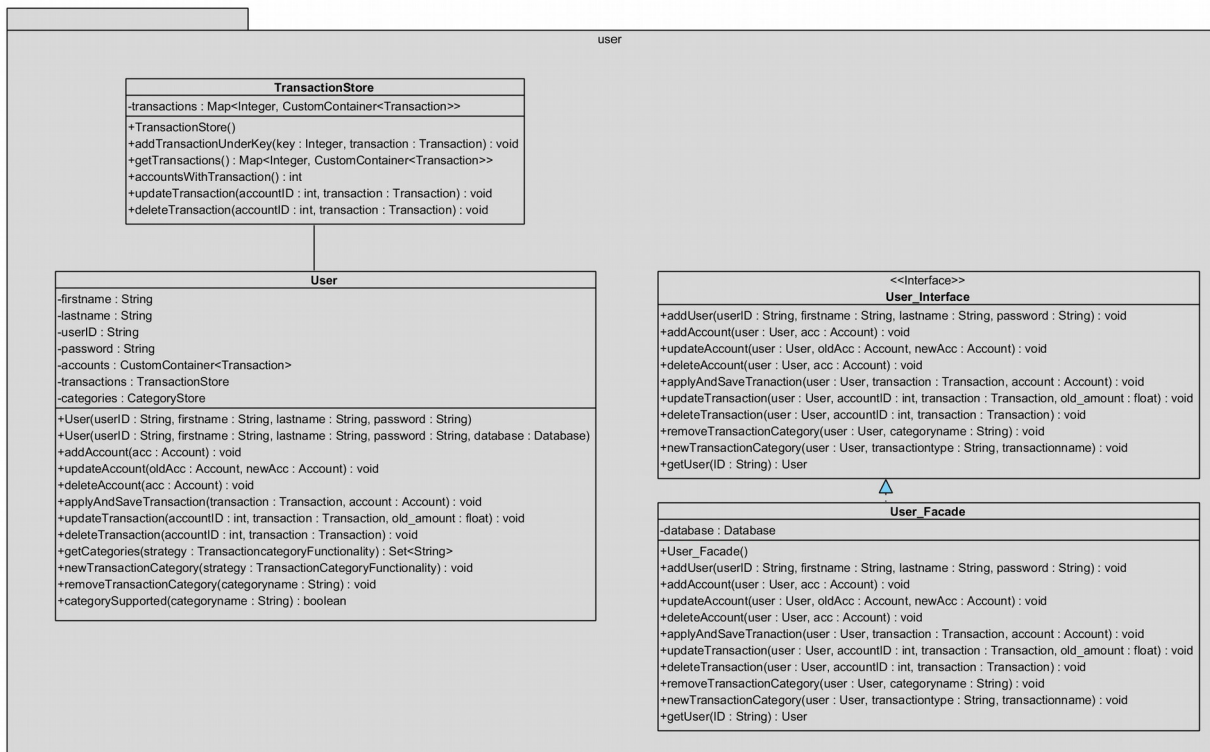 user
TransactionStore
-transactions : Map<Integer, CustomContainer<Transaction>>
+TransactionStore()
+addTransactionUnderKey(key : Integer, transaction : Transaction) : void
+getTransactions() : Map<Integer, CustomContainer<Transaction>>
+accountsWithTransaction() : int
+updateTransaction(accountID : int, transaction : Transaction) : void
+deleteTransaction(accountID : int, transaction : Transaction) : void
User
-firstname : String
-lastname : String
-userID : String
-password : String
-accounts : CustomContainer<Transaction>
-transactions : TransactionStore
-categories : CategoryStore
+User(userID : String, firstname : String, lastname : String, password : String)
+User(userID : String, firstname : String, lastname : String, password : String, database : Database)
+addAccount(acc : Account) : void
+updateAccount(oldAcc : Account, newAcc : Account) : void
+deleteAccount(acc : Account) : void
+applyAndSaveTransaction(transaction : Transaction, account : Account) : void
+updateTransaction(accountID : int, transaction : Transaction, old_amount : float) : void
+deleteTransaction(accountID : int, transaction : Transaction) : void
+getCategories(strategy : TransactioncategoryFunctionality) : Set<String>
+newTransactionCategory(strategy : TransactionCategoryFunctionality) : void
+removeTransactionCategory(categoryname : String) : void
+categorySupported(categoryname : String) : boolean
<<Interface>>
User_Interface
+addUser(userID : String, firstname : String, lastname : String, password : String) : void
+addAccount(user : User, acc : Account) : void
+updateAccount(user : User, oldAcc : Account, newAcc : Account) : void
+deleteAccount(user : User, acc : Account) : void
+applyAndSaveTranaction(user : User, transaction : Transaction, account : Account) : void
+updateTransaction(user : User, accountID : int, transaction : Transaction, old_amount : float) : void
+deleteTransaction(user : User, accountID : int, transaction : Transaction) : void
+removeTransactionCategory(user : User, categoryname : String) : void
+newTransactionCategory(user : User, transactiontype : String, transactionname) : void
+getUser(ID : String) : User
User_Facade
-database : Database
+User_Facade()
+addUser(userID : String, firstname : String, lastname : String, password : String) : void
+addAccount(user : User, acc : Account) : void
+updateAccount(user : User, oldAcc : Account, newAcc : Account) : void
+deleteAccount(user : User, acc : Account) : void
+applyAndSaveTranaction(user : User, transaction : Transaction, account : Account) : void
+updateTransaction(user : User, accountID : int, transaction : Transaction, old_amount : float) : void
+deleteTransaction(user : User, accountID : int, transaction : Transaction) : void
+removeTransactionCategory(user : User, categoryname : String) : void
+newTransactionCategory(user : User, transactiontype : String, transactionname) : void
+getUser(ID : String) : User